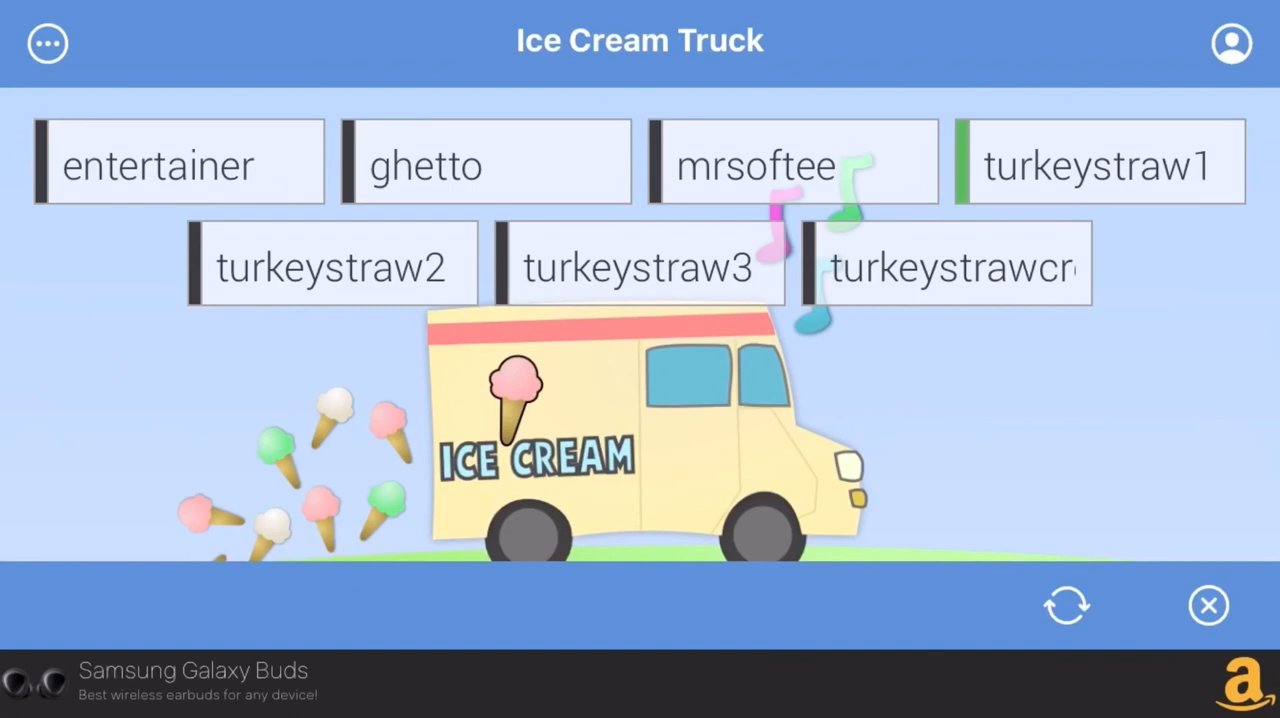 Ice Cream Truck
entertainer
ghetto
mrsoftee
turkeystraw1
turkeystraw2
turkeystraw3
turkeystrawcr
ICE CREAM
Samsung Galaxy Buds
Best wireless earbuds for any device!
a